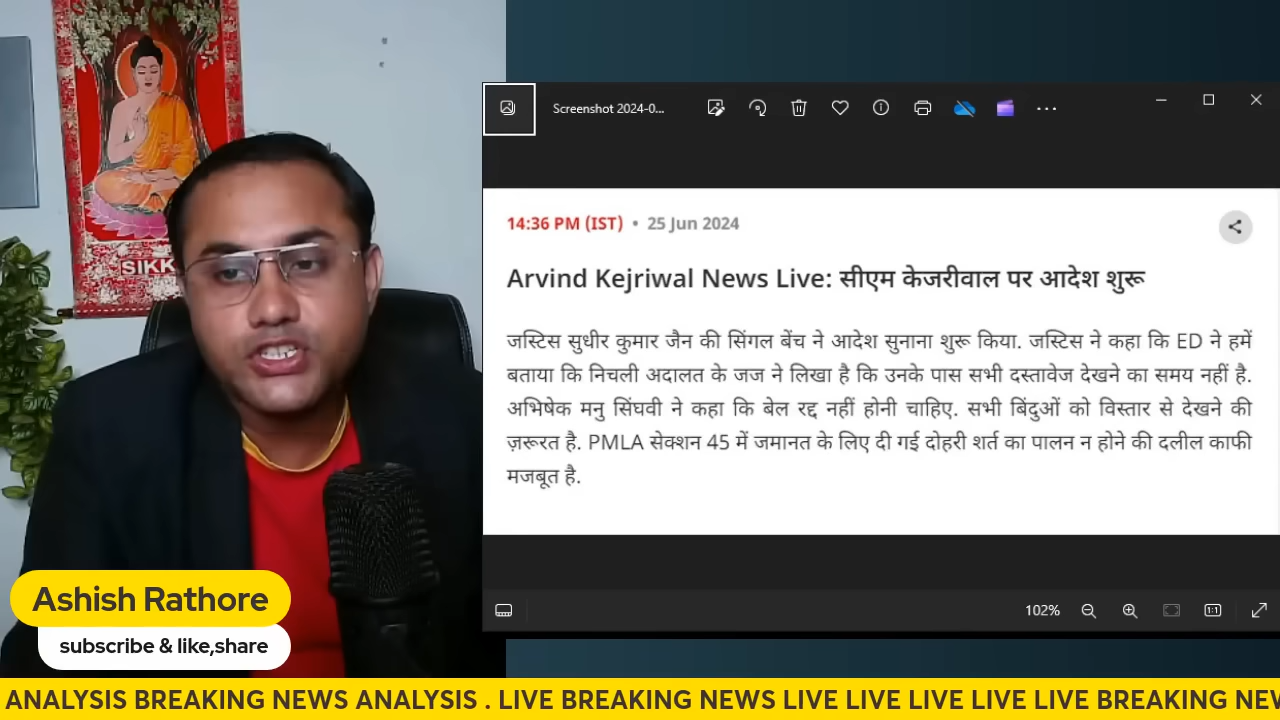 SIKK
Screenshot 2024-0...
14:36 PM (IST) • 25 Jun 2024
Arvind Kejriwal News Live: सीएम केजरीवाल पर आदेश शुरू
जस्टिस सुधीर कुमार जैन की सिंगल बेंच ने आदेश सुनाना शुरू किया. जस्टिस ने कहा कि ED ने हमें
बताया कि निचली अदालत के जज ने लिखा है कि उनके पास सभी दस्तावेज देखने का समय नहीं है.
अभिषेक मनु सिंघवी ने कहा कि बेल रद्द नहीं होनी चाहिए. सभी बिंदुओं को विस्तार से देखने की
ज़रूरत है. PMLA सेक्शन 45 में जमानत के लिए दी गई दोहरी शर्त का पालन न होने की दलील काफी
मजबूत है.
102%
1:1
Ashish Rathore
subscribe & like,share
ANALYSIS BREAKING NEWS ANALYSIS . LIVE BREAKING NEWS LIVE LIVE LIVE LIVE LIVE BREAKING NEW